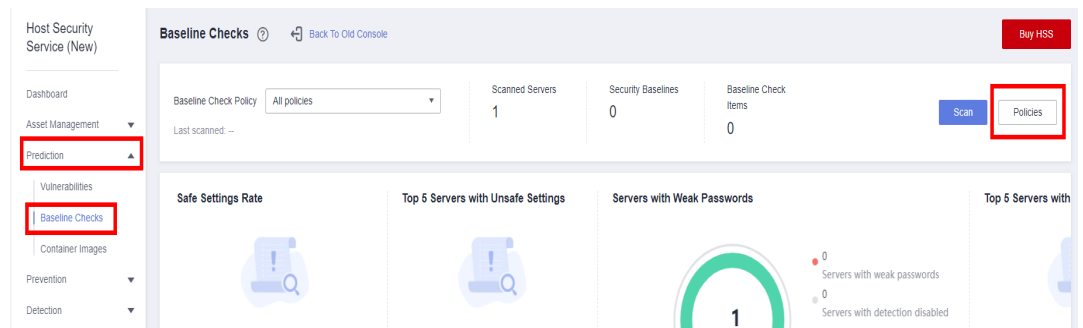 Host Security
Service (New)
Dashboard
Asset Management
Prediction
Vulnerabilities
Baseline Checks
Container Images
Prevention
Detection
Baseline Checks ? Back To Old Console
Buy HSS
Baseline Check Policy All policies
Last scanned: --
Scanned Servers
1
Security Baselines
0
Baseline Check
Items
0
Scan
Policies
Safe Settings Rate
Top 5 Servers with Unsafe Settings
Servers with Weak Passwords
1
0
Servers with weak passwords
0
Servers with detection disabled
Top 5 Servers with